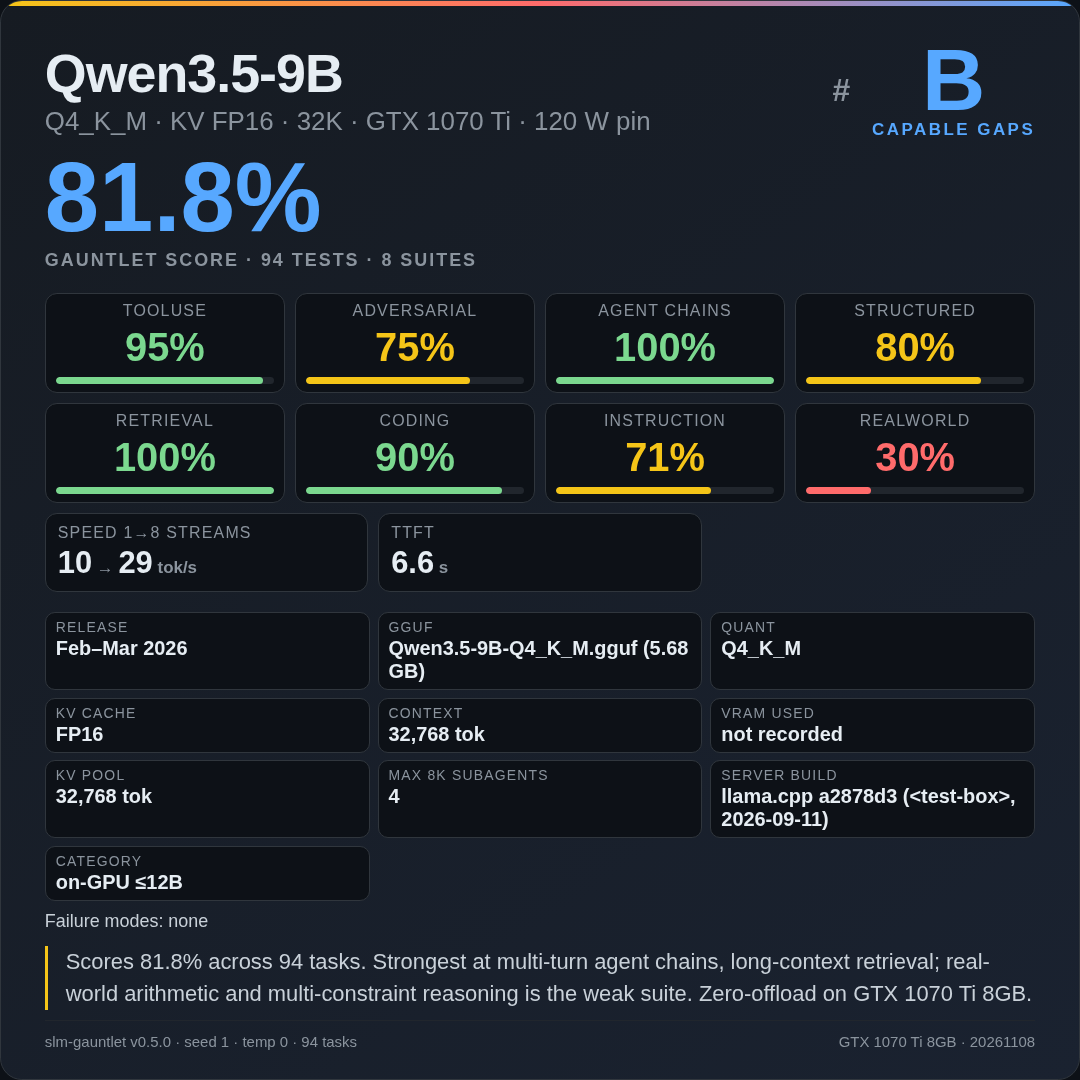 Qwen3.5-9B
Q4_K_M · KV FP16 · 32K · GTX 1070 Ti · 120 W pin
#
B
CAPABLE GAPS
81.8%
GAUNTLET SCORE · 94 TESTS · 8 SUITES
TOOLUSE
95%
ADVERSARIAL
75%
AGENT CHAINS
100%
STRUCTURED
80%
RETRIEVAL
100%
CODING
90%
INSTRUCTION
71%
REALWORLD
30%
SPEED 1→8 STREAMS
10 → 29 tok/s
TTFT
6.6 s
RELEASE
Feb–Mar 2026
GGUF
Qwen3.5-9B-Q4_K_M.gguf (5.68
GB)
QUANT
Q4_K_M
KV CACHE
FP16
CONTEXT
32,768 tok
VRAM USED
not recorded
KV POOL
32,768 tok
MAX 8K SUBAGENTS
4
SERVER BUILD
llama.cpp a2878d3 (<test-box>,
2026-09-11)
CATEGORY
on-GPU ≤12B
Failure modes: none
Scores 81.8% across 94 tasks. Strongest at multi-turn agent chains, long-context retrieval; real-
world arithmetic and multi-constraint reasoning is the weak suite. Zero-offload on GTX 1070 Ti 8GB.
slm-gauntlet v0.5.0 · seed 1 · temp 0 · 94 tasks
GTX 1070 Ti 8GB · 20261108